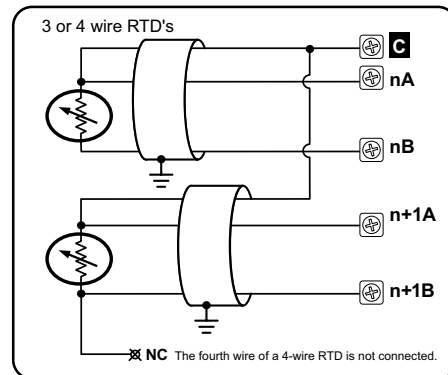 3 or 4 wire RTD's
C
nA
nB
n+1A
n+1B
NC The fourth wire of a 4-wire RTD is not connected.